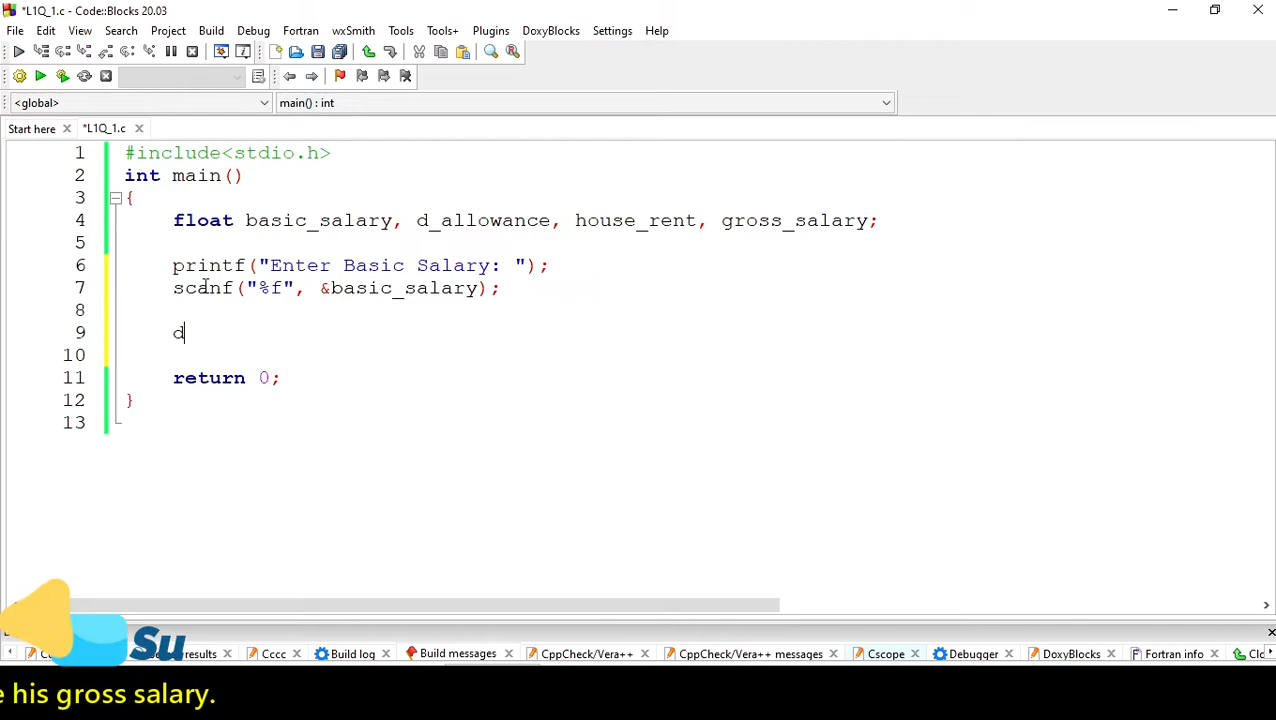 *L1Q_1.c - Code::Blocks 20.03
File Edit View Search Project Build Debug Fortran wxSmith Tools Tools+ Plugins DoxyBlocks Settings Help
<global> main() : int
Start here *L1Q_1.c
1 #include<stdio.h>
2 int main()
3 {
4 float basic_salary, d_allowance, house_rent, gross_salary;
5
6 printf("Enter Basic Salary: ");
7 scanf("%f", &basic_salary);
8
9 d
10
11 return 0;
12 }
13
Su
results Cccc Build log Build messages CppCheck/Vera++ CppCheck/Vera++ messages Cscope Debugger DoxyBlocks Fortran info
e his gross salary.